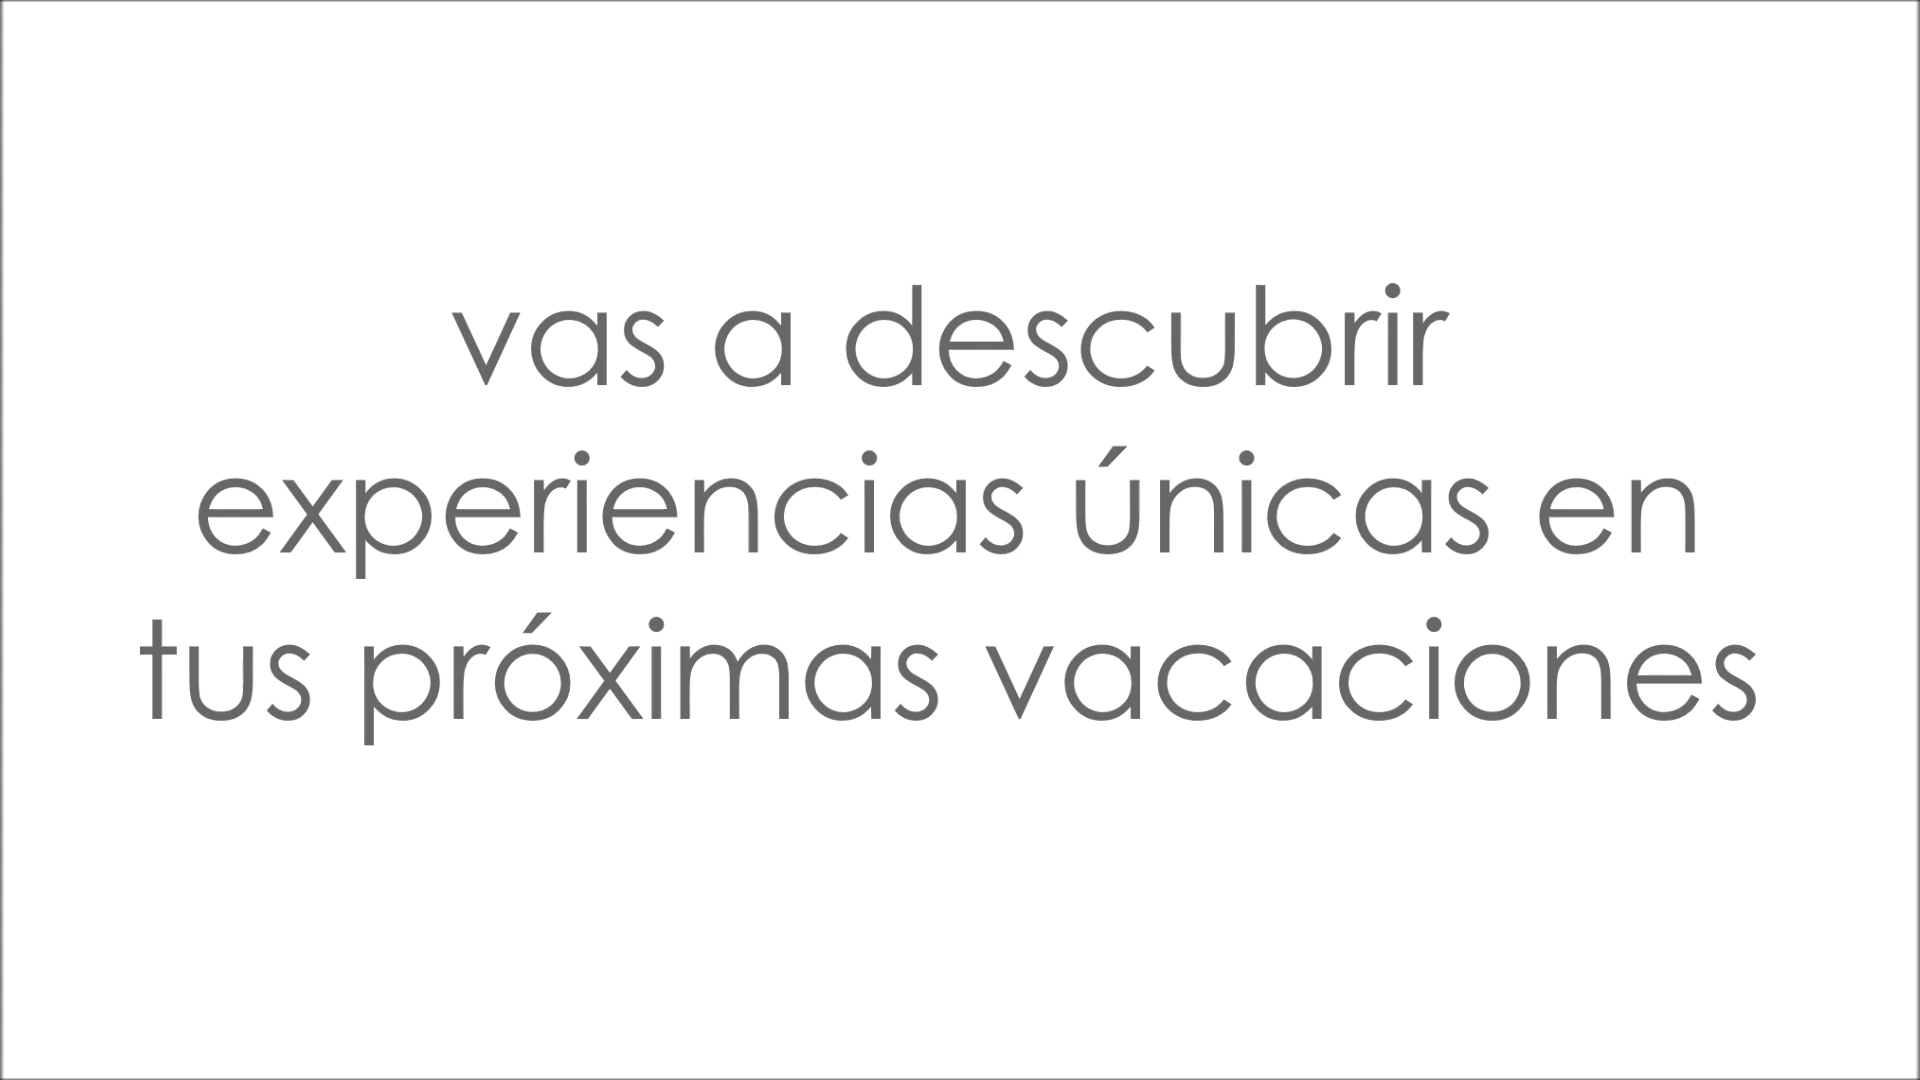 vas a descubrir
experiencias únicas en
tus próximas vacaciones